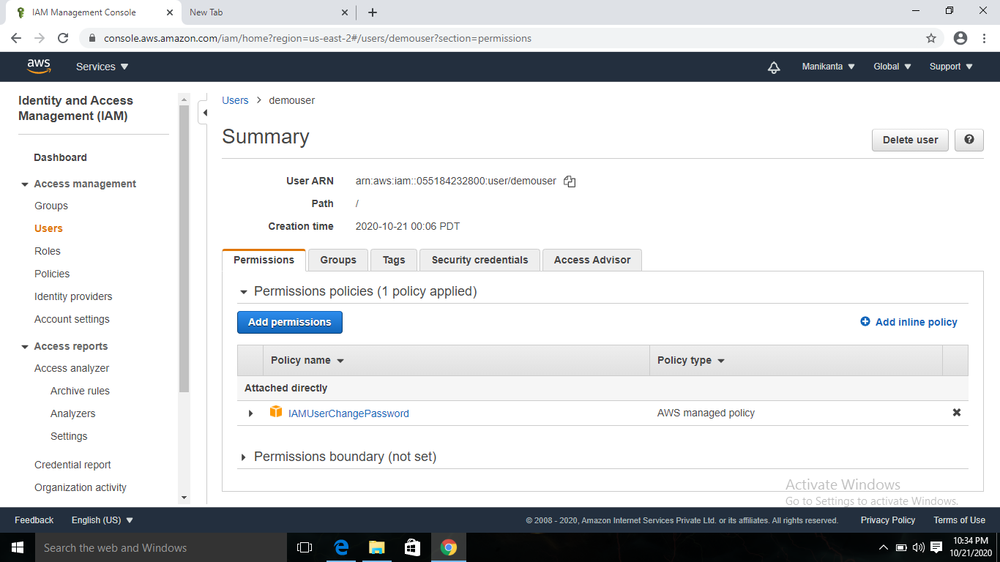 IAM Management Console
New Tab
console.aws.amazon.com/iam/home?region=us-east-2#/users/demouser?section=permissions
aws
Services
Manikanta
Global
Support
Identity and Access
Management (IAM)
Dashboard
Access management
Groups
Users
Roles
Policies
Identity providers
Account settings
Access reports
Access analyzer
Archive rules
Analyzers
Settings
Credential report
Organization activity
Users > demouser
Summary
Delete user
?
User ARN arn:aws:iam::055184232800:user/demouser
Path /
Creation time 2020-10-21 00:06 PDT
Permissions Groups Tags Security credentials Access Advisor
Permissions policies (1 policy applied)
Add permissions
Add inline policy
Policy name Policy type
Attached directly
IAMUserChangePassword AWS managed policy
Permissions boundary (not set)
Activate Windows
Go to Settings to activate Windows.
Feedback English (US)
© 2008 - 2020, Amazon Internet Services Private Ltd. or its affiliates. All rights reserved. Privacy Policy Terms of Use
Search the web and Windows
10:34 PM
10/21/2020